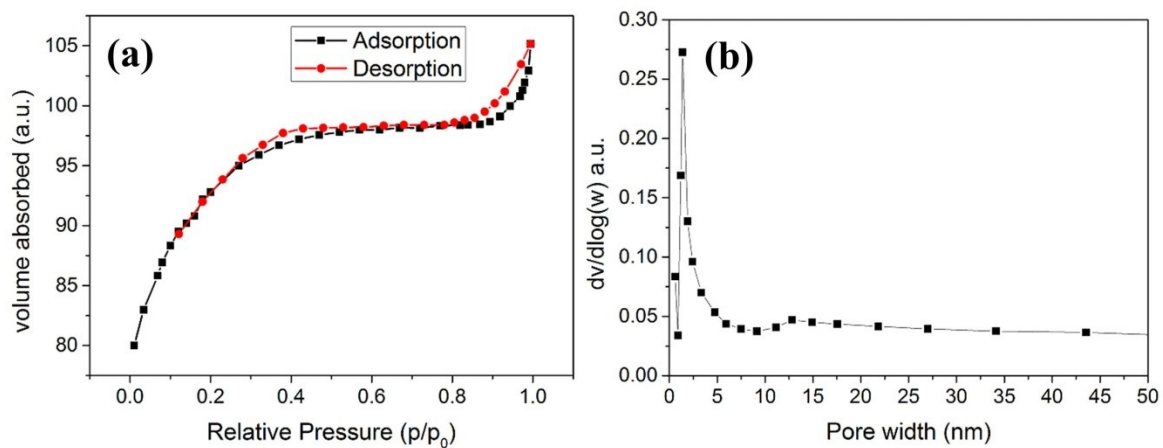 (a)
Adsorption
Desorption
105
100
95
90
85
80
volume absorbed (a.u.)
0.0 0.2 0.4 0.6 0.8 1.0
Relative Pressure (p/p₀)
(b)
0.30
0.25
0.20
0.15
0.10
0.05
0.00
dv/dlog(w) a.u.
0 5 10 15 20 25 30 35 40 45 50
Pore width (nm)